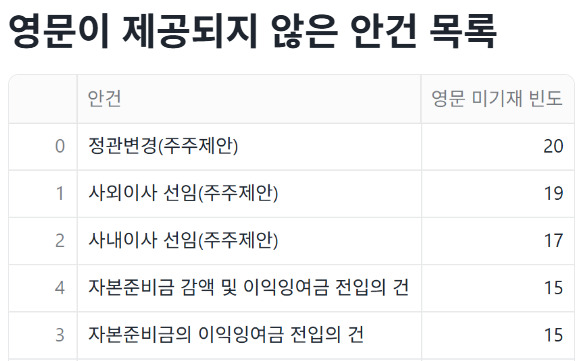 영문이 제공되지 않은 안건 목록
안건 영문 미기재 빈도
0 정관변경(주주제안) 20
1 사외이사 선임(주주제안) 19
2 사내이사 선임(주주제안) 17
4 자본준비금 감액 및 이익잉여금 전입의 건 15
3 자본준비금의 이익잉여금 전입의 건 15